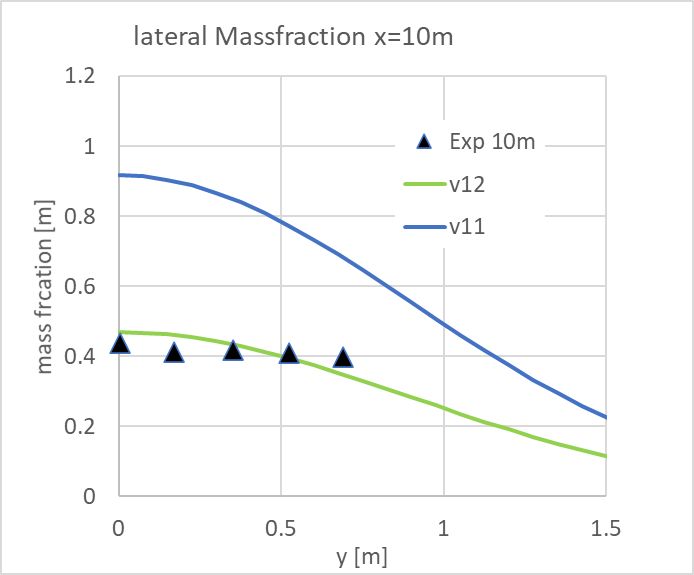 lateral Massfraction x=10m
1.2
1
0.8
0.6
0.4
0.2
0
mass frcation [m]
Exp 10m
v12
v11
0
0.5
1
1.5
y [m]